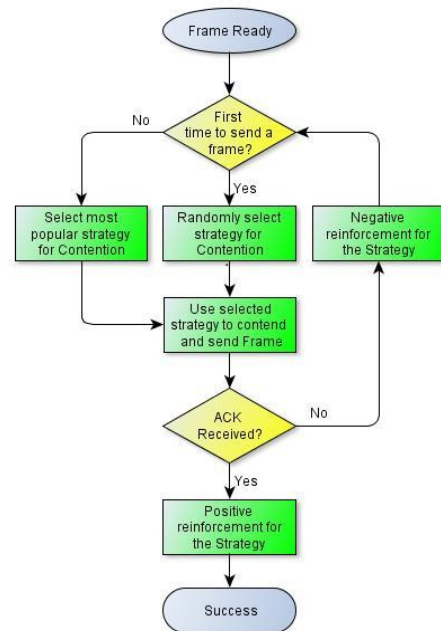 Frame Ready
First
time to send a
frame?
No
Yes
Select most
popular strategy
for Contention
Randomly select
strategy for
Contention
Negative
reinforcement for
the Strategy
Use selected
strategy to contend
and send Frame
ACK
Received?
No
Yes
Positive
reinforcement for
the Strategy
Success